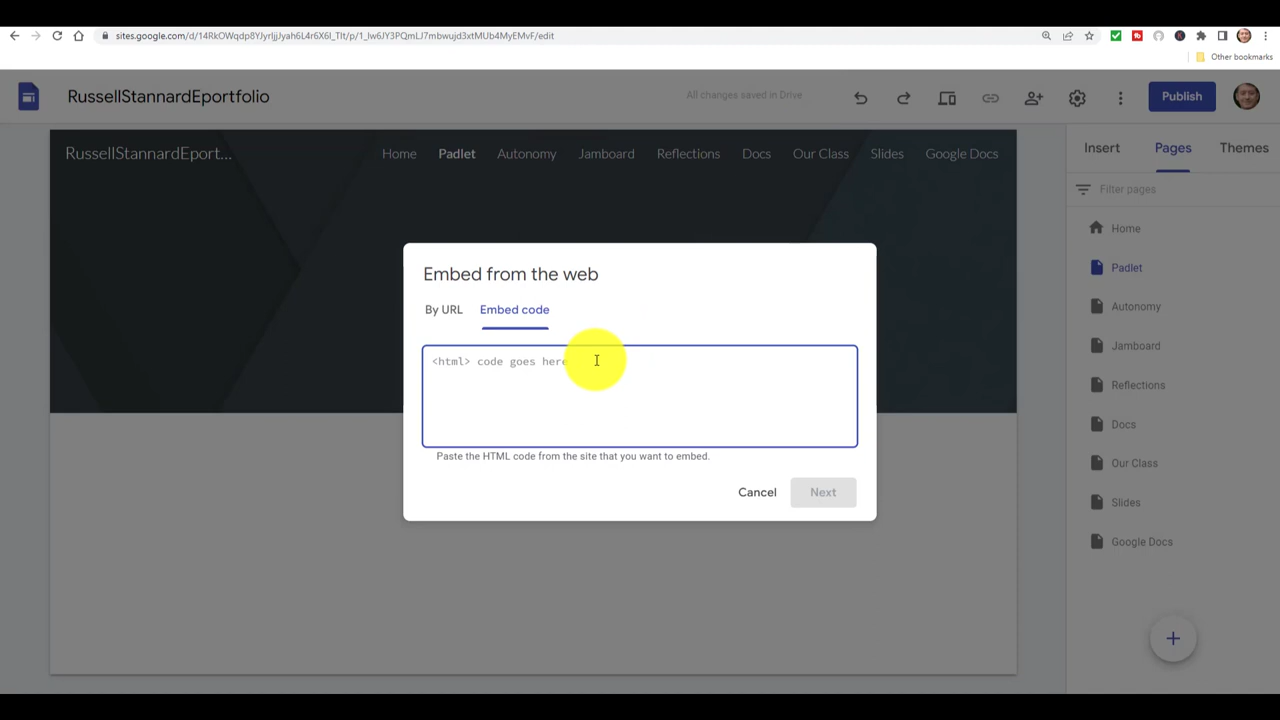 sites.google.com/d/14RkOWqdp8YJyrIjjJyah6L4r6X6l_TIt/p/1_lw6JY3PQmLJ7mbwujd3xtMUb4MyEMvF/edit
Other bookmarks
RussellStannardEportfolio
All changes saved in Drive
Publish
RussellStannardEport...
Home Padlet Autonomy Jamboard Reflections Docs Our Class Slides Google Docs
Insert Pages Themes
Filter pages
Home
Padlet
Autonomy
Jamboard
Reflections
Docs
Our Class
Slides
Google Docs
Embed from the web
By URL Embed code
<html> code goes here
Paste the HTML code from the site that you want to embed.
Cancel Next